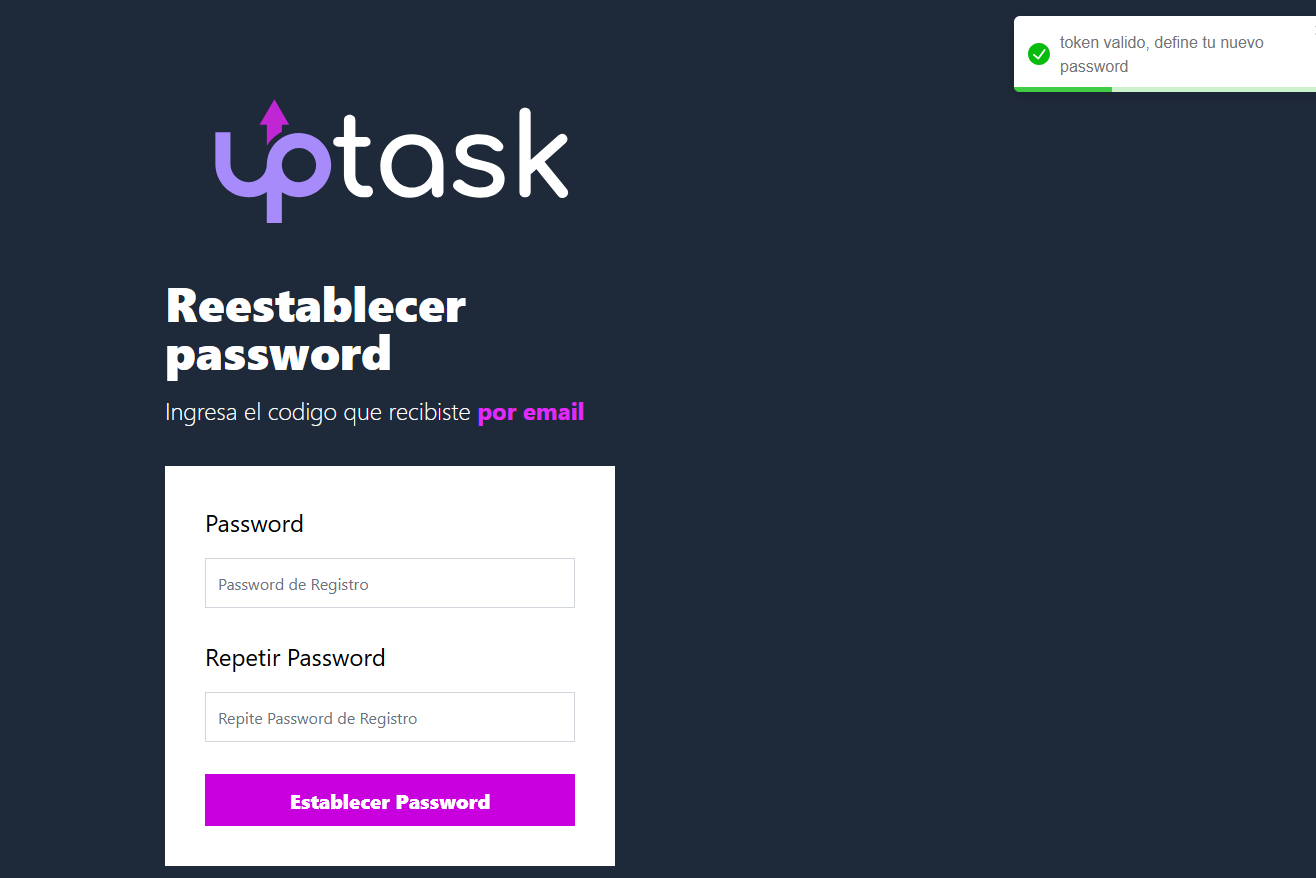 token valido, define tu nuevo
password
uptask
Reestablecer
password
Ingresa el codigo que recibiste por email
Password
Password de Registro
Repetir Password
Repite Password de Registro
Establecer Password